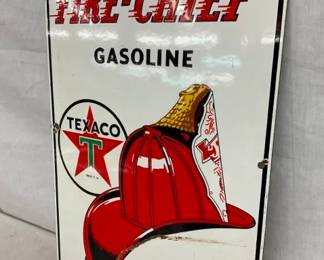 FIRE-CHIEF
GASOLINE
TEXACO
T